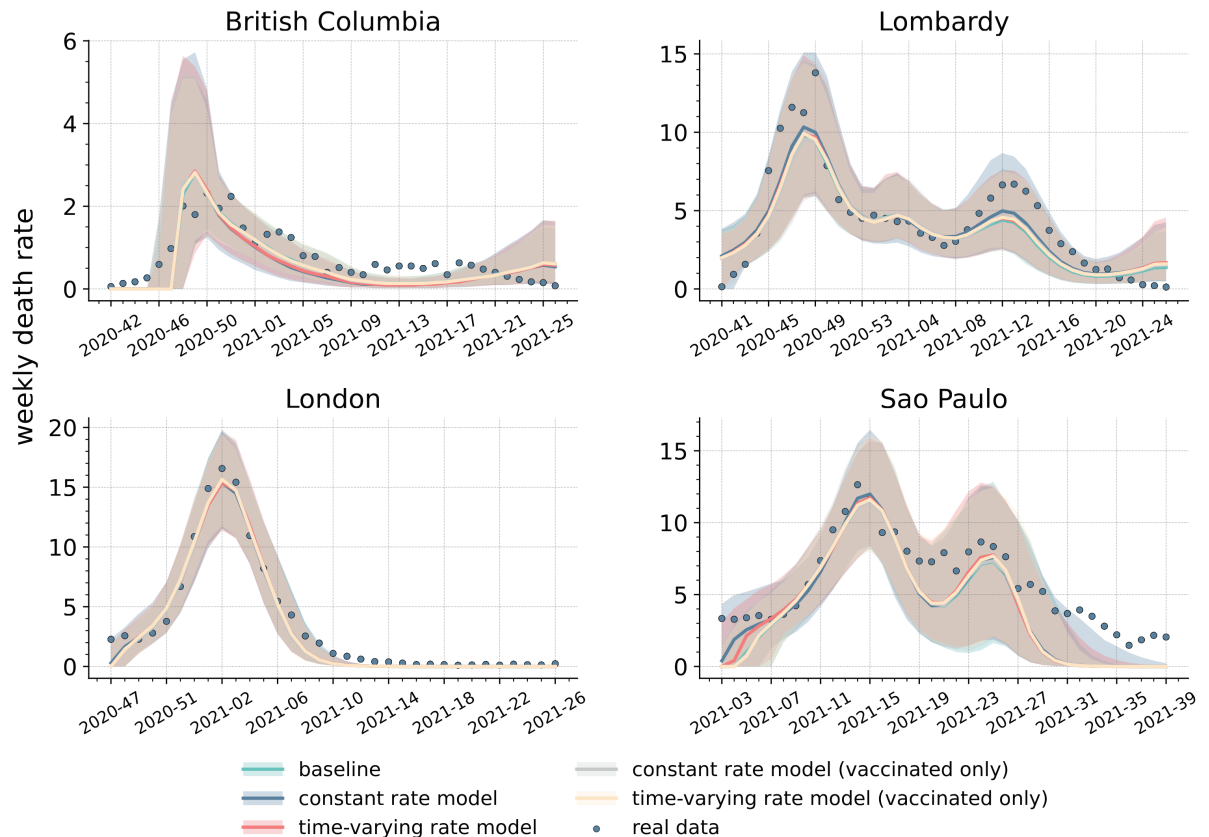 British Columbia
Lombardy
weekly death rate
6
4
2
0
2020-42 2020-46 2020-50 2021-01 2021-05 2021-09 2021-13 2021-17 2021-21 2021-25
15
10
5
0
2020-41 2020-45 2020-49 2020-53 2021-04 2021-08 2021-12 2021-16 2021-20 2021-24
London
Sao Paulo
20
15
10
5
0
2020-47 2020-51 2021-02 2021-06 2021-10 2021-14 2021-18 2021-22 2021-26
15
10
5
0
2021-03 2021-07 2021-11 2021-15 2021-19 2021-23 2021-27 2021-31 2021-35 2021-39
baseline
constant rate model
time-varying rate model
constant rate model (vaccinated only)
time-varying rate model (vaccinated only)
real data